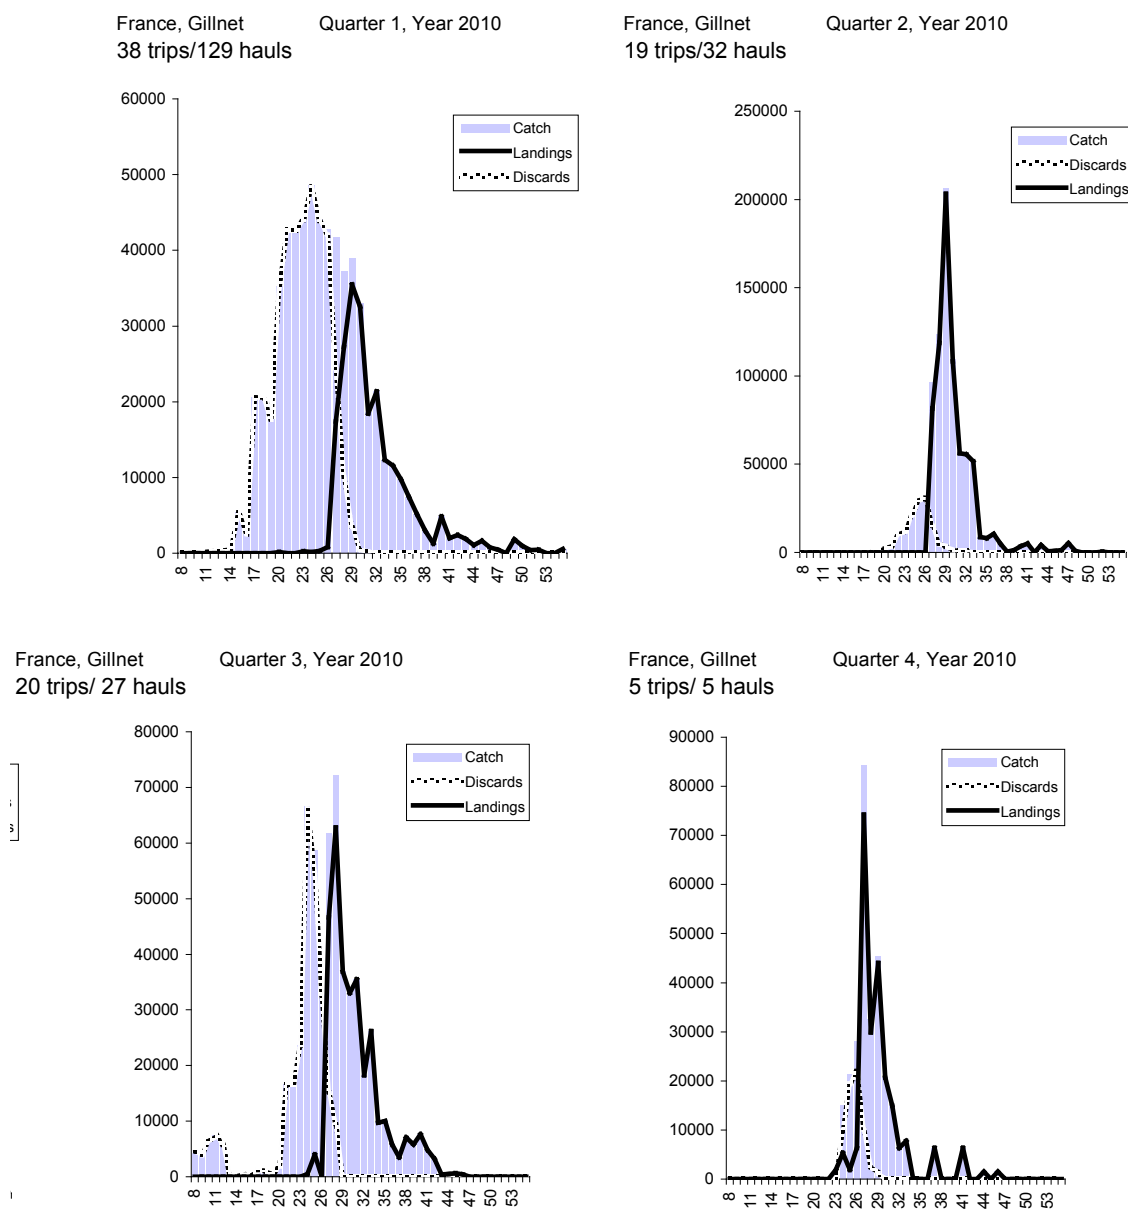 France, Gillnet Quarter 1, Year 2010
38 trips/129 hauls
60000
50000
40000
30000
20000
10000
0
Catch
Landings
Discards
8 11 14 17 20 23 26 29 32 35 38 41 44 47 50 53
France, Gillnet Quarter 2, Year 2010
19 trips/32 hauls
250000
200000
150000
100000
50000
0
Catch
Discards
Landings
8 11 14 17 20 23 26 29 32 35 38 41 44 47 50 53
France, Gillnet Quarter 3, Year 2010
20 trips/ 27 hauls
80000
70000
60000
50000
40000
30000
20000
10000
0
Catch
Discards
Landings
8 11 14 17 20 23 26 29 32 35 38 41 44 47 50 53
France, Gillnet Quarter 4, Year 2010
5 trips/ 5 hauls
90000
80000
70000
60000
50000
40000
30000
20000
10000
0
Catch
Discards
Landings
8 11 14 17 20 23 26 29 32 35 38 41 44 47 50 53